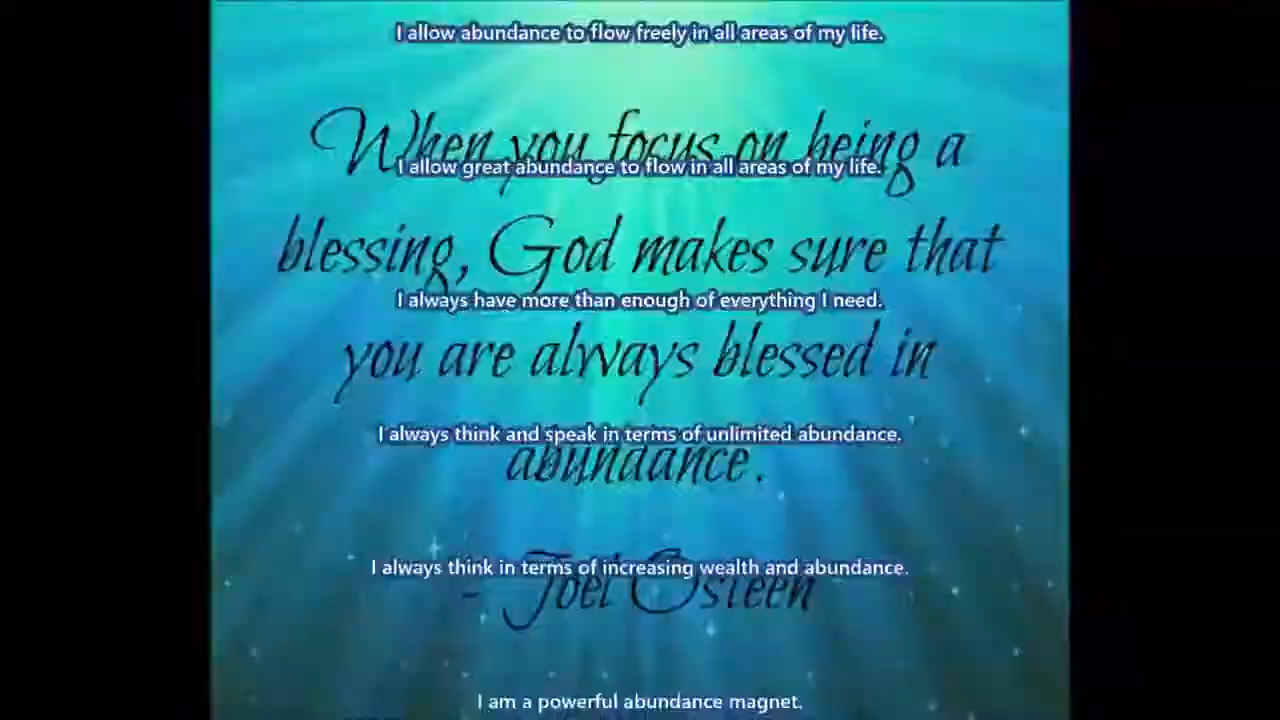 I allow abundance to flow freely in all areas of my life.
When you focus on being a
I allow great abundance to flow in all areas of my life.
blessing, God makes sure that
I always have more than enough of everything I need.
you are always blessed in
I always think and speak in terms of unlimited abundance.
abundance.
I always think in terms of increasing wealth and abundance.
- Joel Osteen
I am a powerful abundance magnet.